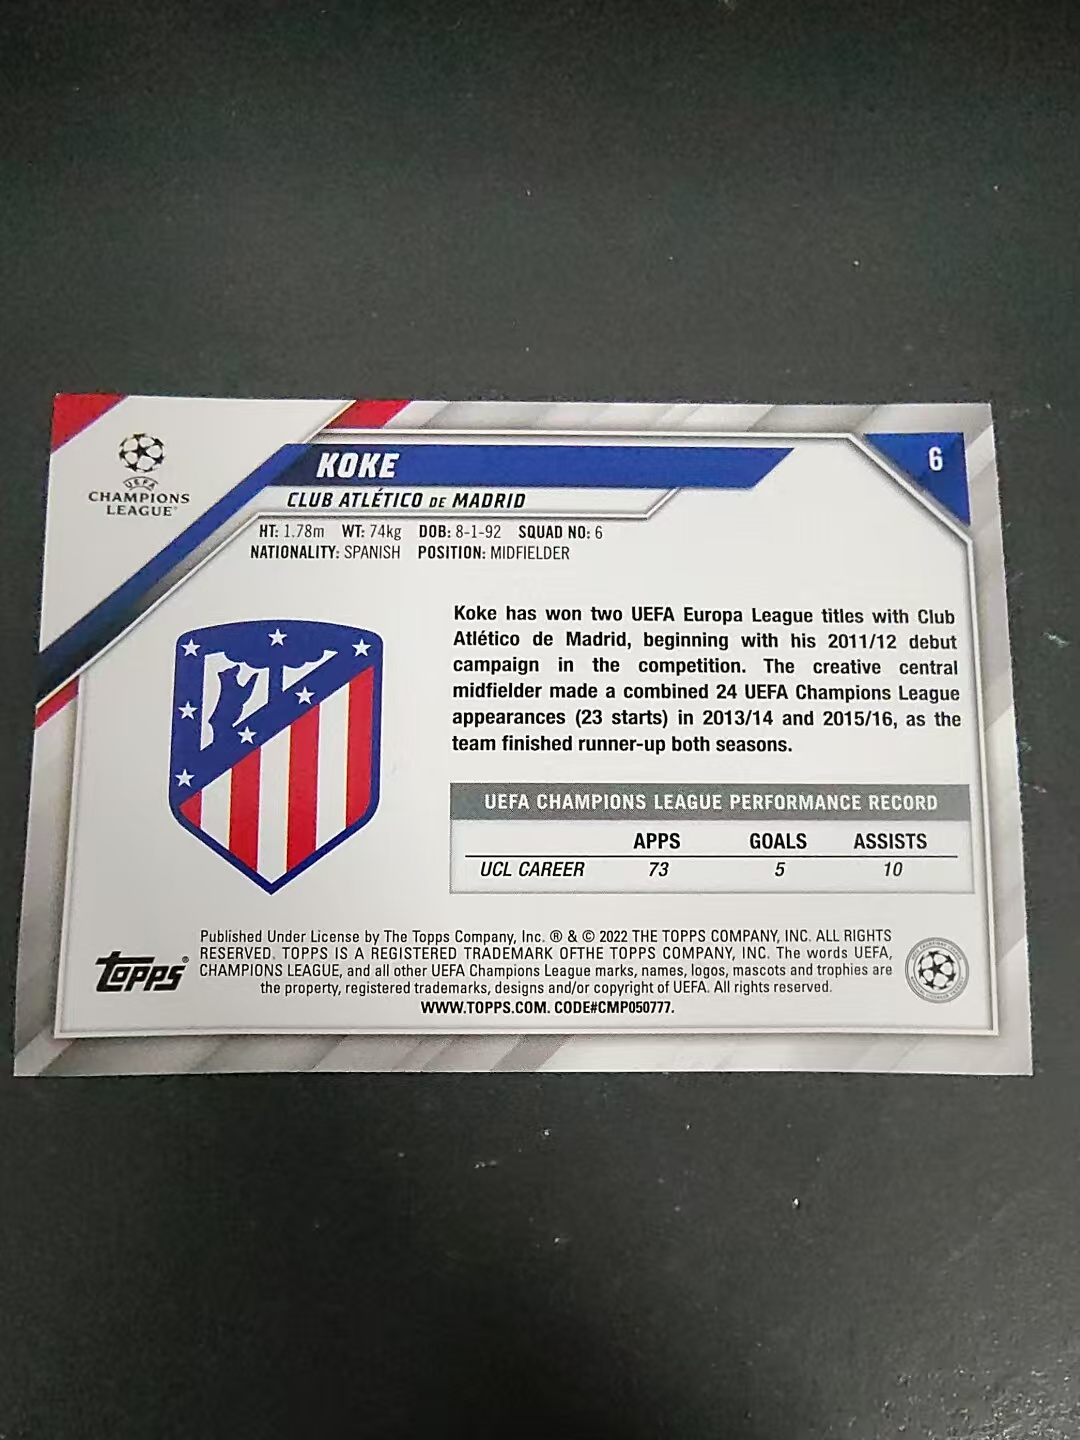 UEFA
CHAMPIONS
LEAGUE®
KOKE
6
CLUB ATLÉTICO DE MADRID
HT: 1.78m WT: 74kg DOB: 8-1-92 SQUAD NO: 6
NATIONALITY: SPANISH POSITION: MIDFIELDER
Koke has won two UEFA Europa League titles with Club
Atlético de Madrid, beginning with his 2011/12 debut
campaign in the competition. The creative central
midfielder made a combined 24 UEFA Champions League
appearances (23 starts) in 2013/14 and 2015/16, as the
team finished runner-up both seasons.
UEFA CHAMPIONS LEAGUE PERFORMANCE RECORD
APPS GOALS ASSISTS
UCL CAREER 73 5 10
Published Under License by The Topps Company, Inc. ® & © 2022 THE TOPPS COMPANY, INC. ALL RIGHTS
RESERVED. TOPPS IS A REGISTERED TRADEMARK OFTHE TOPPS COMPANY, INC. The words UEFA,
CHAMPIONS LEAGUE, and all other UEFA Champions League marks, names, logos, mascots and trophies are
the property, registered trademarks, designs and/or copyright of UEFA. All rights reserved.
WWW.TOPPS.COM. CODE#CMP050777.
topps®